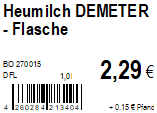 Heumilch DEMETER
- Flasche
BO 270015
DFL 1,0l
2,29 €
4 260284 213404
+ 0.15 € Pfand